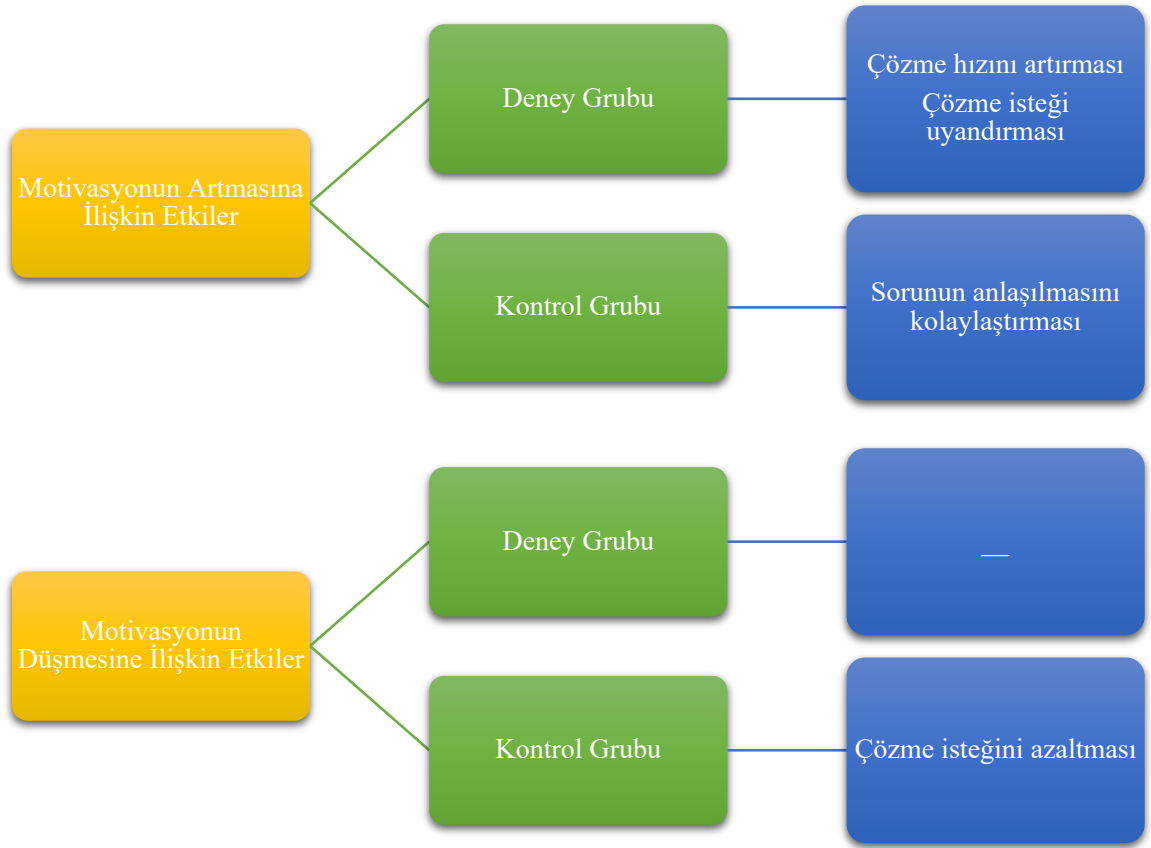 Motivasyonun Artmasına
İlişkin Etkiler
Deney Grubu
Çözme hızını artırması
Çözme isteği
uyandırması
Kontrol Grubu
Sorunun anlaşılmasını
kolaylaştırması
Motivasyonun
Düşmesine İlişkin Etkiler
Deney Grubu
—
Kontrol Grubu
Çözme isteğini azaltması